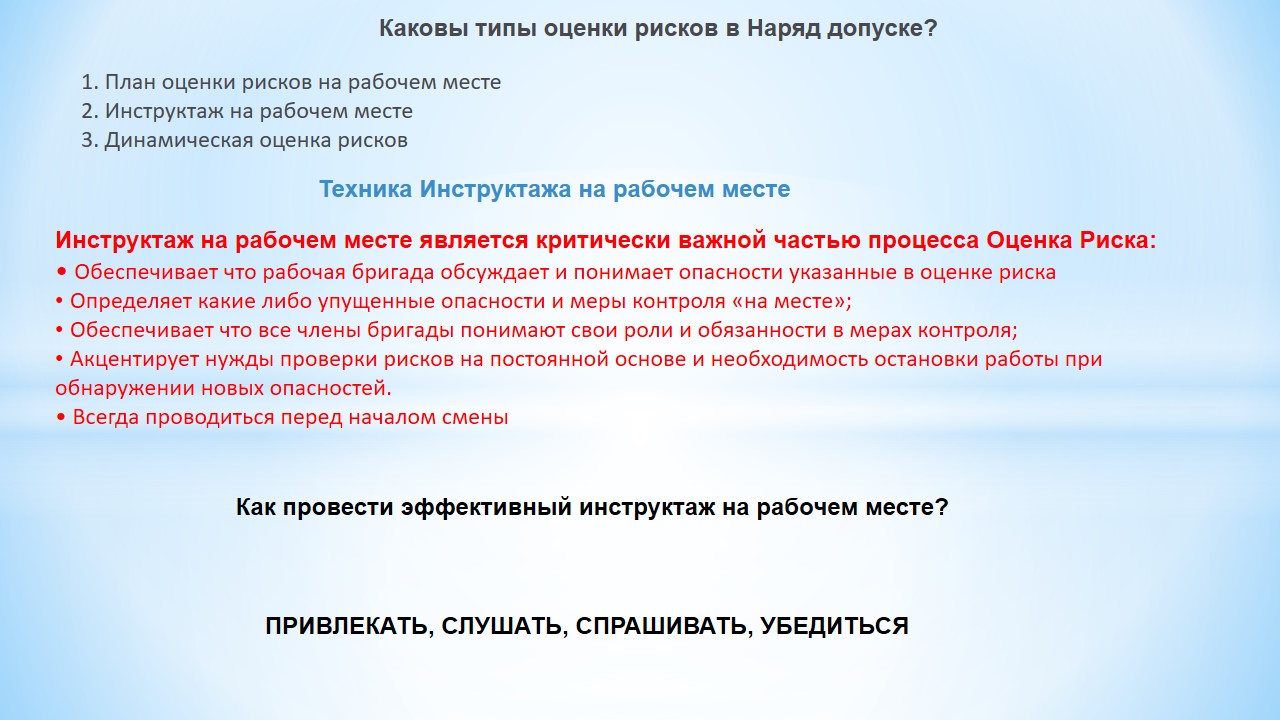 Каковы типы оценки рисков в Наряд допуске?
1. План оценки рисков на рабочем месте
2. Инструктаж на рабочем месте
3. Динамическая оценка рисков
Техника Инструктажа на рабочем месте
Инструктаж на рабочем месте является критически важной частью процесса Оценка Риска:
• Обеспечивает что рабочая бригада обсуждает и понимает опасности указанные в оценке риска
• Определяет какие либо упущенные опасности и меры контроля «на месте»;
• Обеспечивает что все члены бригады понимают свои роли и обязанности в мерах контроля;
• Акцентирует нужды проверки рисков на постоянной основе и необходимость остановки работы при
обнаружении новых опасностей.
• Всегда проводиться перед началом смены
Как провести эффективный инструктаж на рабочем месте?
ПРИВЛЕКАТЬ, СЛУШАТЬ, СПРАШИВАТЬ, УБЕДИТЬСЯ